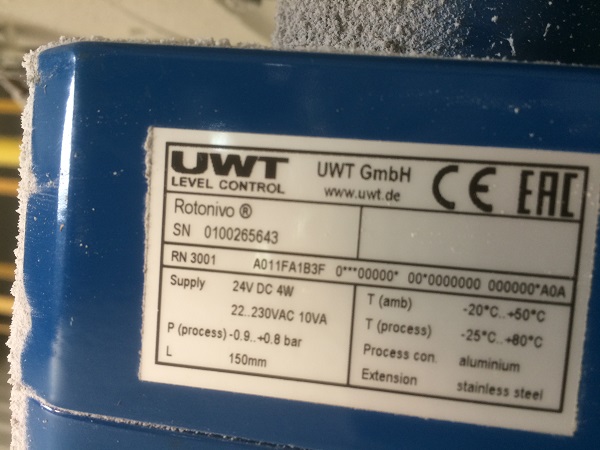 UWT
LEVEL CONTROL
UWT GmbH
www.uwt.de
CE EAC
Rotonivo ®
SN 0100265643
RN 3001 A011FA1B3F 0***00000* 00*0000000 000000*A0A
Supply 24V DC 4W
22..230VAC 10VA
P (process) -0.9..+0.8 bar
L 150mm
T (amb) -20°C..+50°C
T (process) -25°C..+80°C
Process con. aluminium
Extension stainless steel